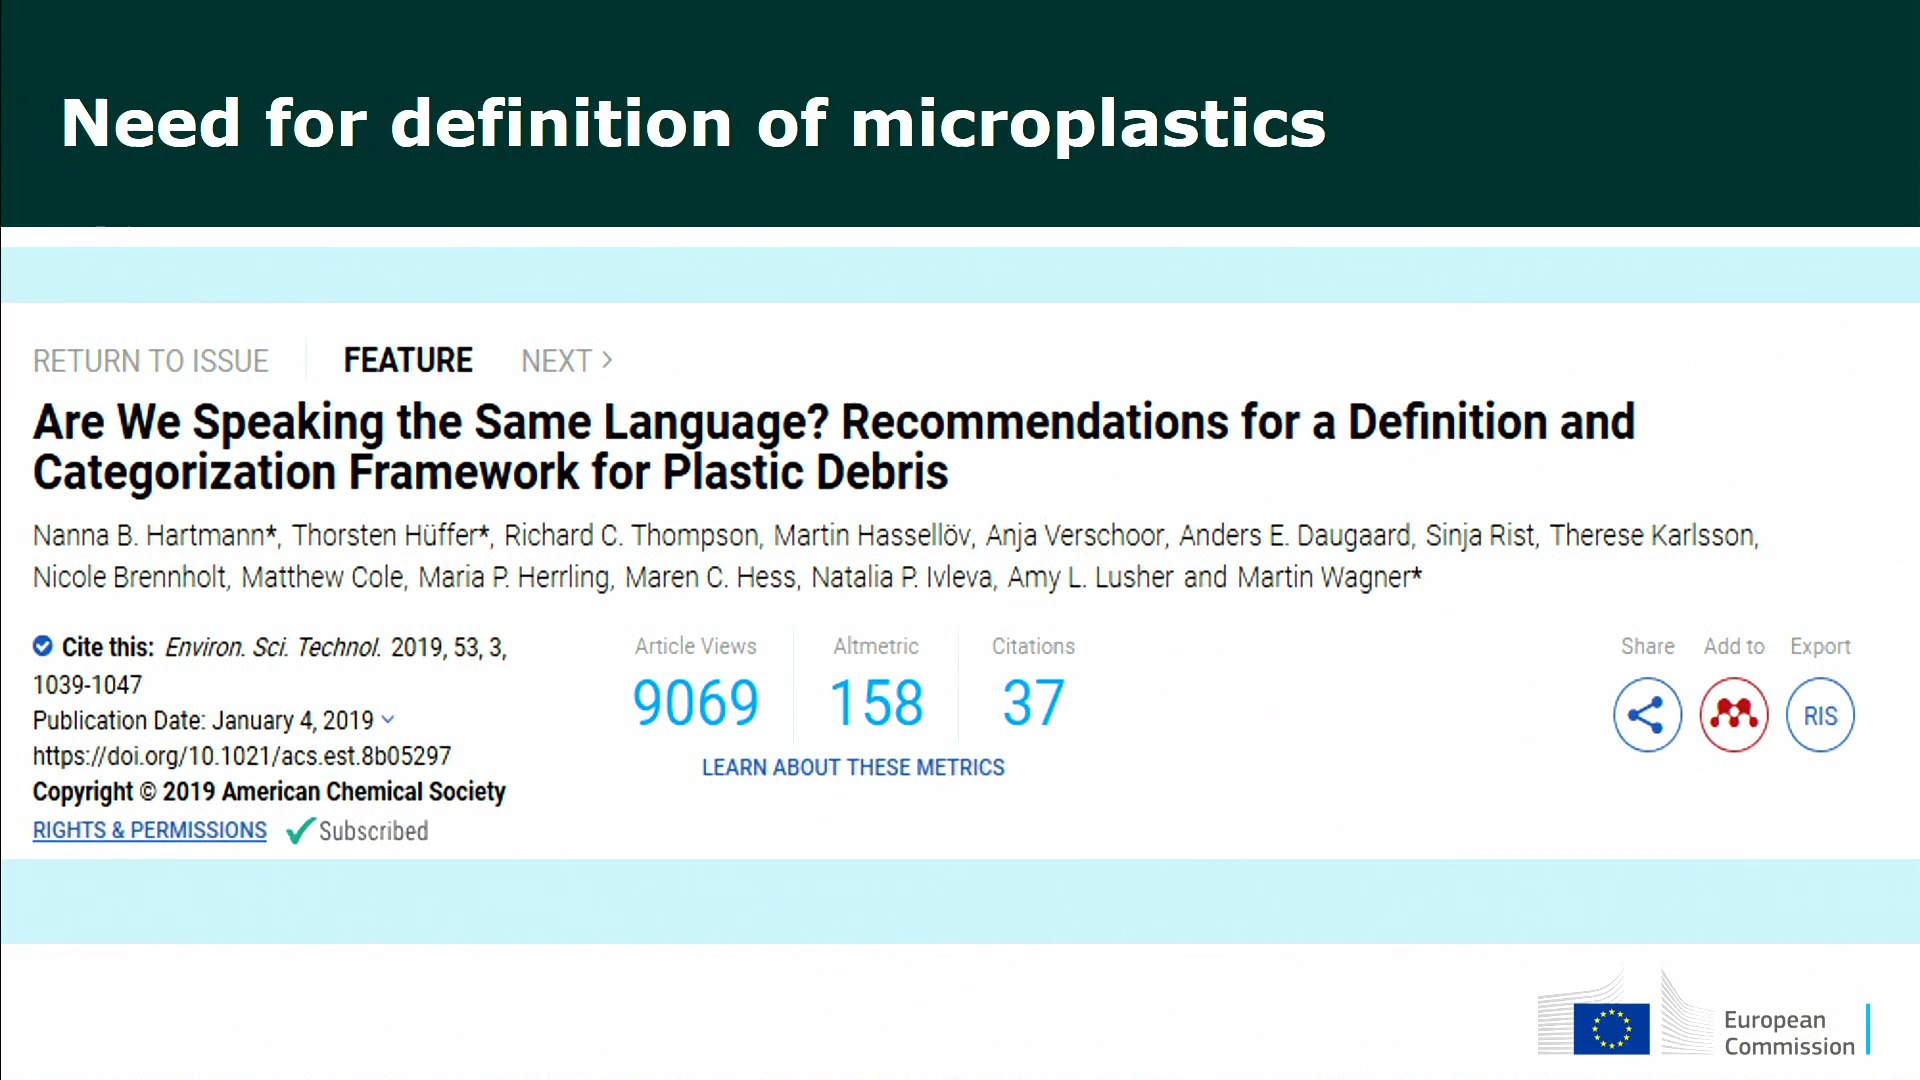 Need for definition of microplastics
RETURN TO ISSUE FEATURE NEXT >
Are We Speaking the Same Language? Recommendations for a Definition and
Categorization Framework for Plastic Debris
Nanna B. Hartmann*, Thorsten Hüffer*, Richard C. Thompson, Martin Hassellöv, Anja Verschoor, Anders E. Daugaard, Sinja Rist, Therese Karlsson,
Nicole Brennholt, Matthew Cole, Maria P. Herrling, Maren C. Hess, Natalia P. Ivleva, Amy L. Lusher and Martin Wagner*
Cite this: Environ. Sci. Technol. 2019, 53, 3,
1039-1047
Publication Date: January 4, 2019
https://doi.org/10.1021/acs.est.8b05297
Copyright © 2019 American Chemical Society
RIGHTS & PERMISSIONS Subscribed
Article Views Altmetric Citations
9069 158 37
LEARN ABOUT THESE METRICS
Share Add to Export
RIS
European
Commission